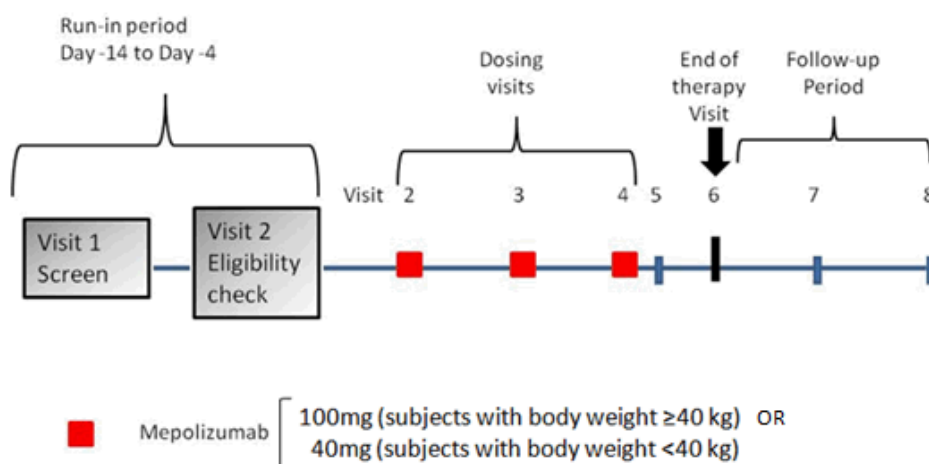 Run-in period
Day -14 to Day -4
Dosing
visits
End of
therapy
Visit
Follow-up
Period
Visit 2 3 4 5 6 7 8
Visit 1
Screen
Visit 2
Eligibility
check
Mepolizumab
100mg (subjects with body weight ≥40 kg) OR
40mg (subjects with body weight <40 kg)